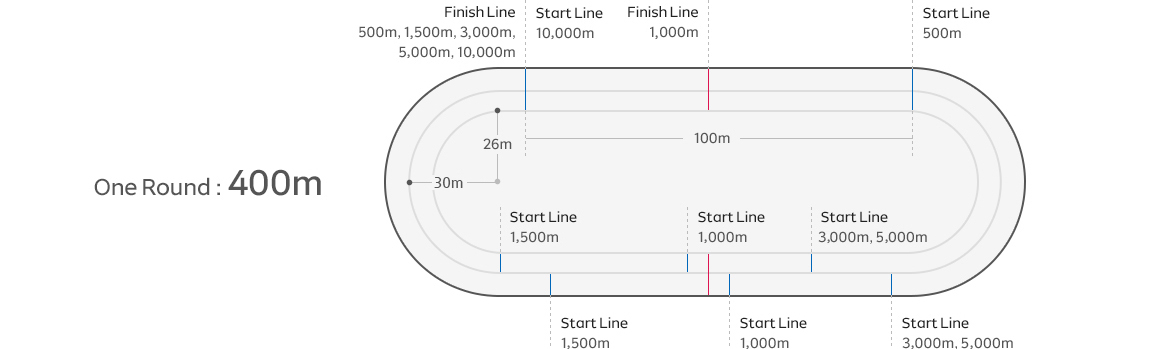 Finish Line
500m, 1,500m, 3,000m,
5,000m, 10,000m
Start Line
10,000m
Finish Line
1,000m
Start Line
500m
26m
100m
30m
One Round : 400m
Start Line
1,500m
Start Line
1,000m
Start Line
3,000m, 5,000m
Start Line
1,500m
Start Line
1,000m
Start Line
3,000m, 5,000m